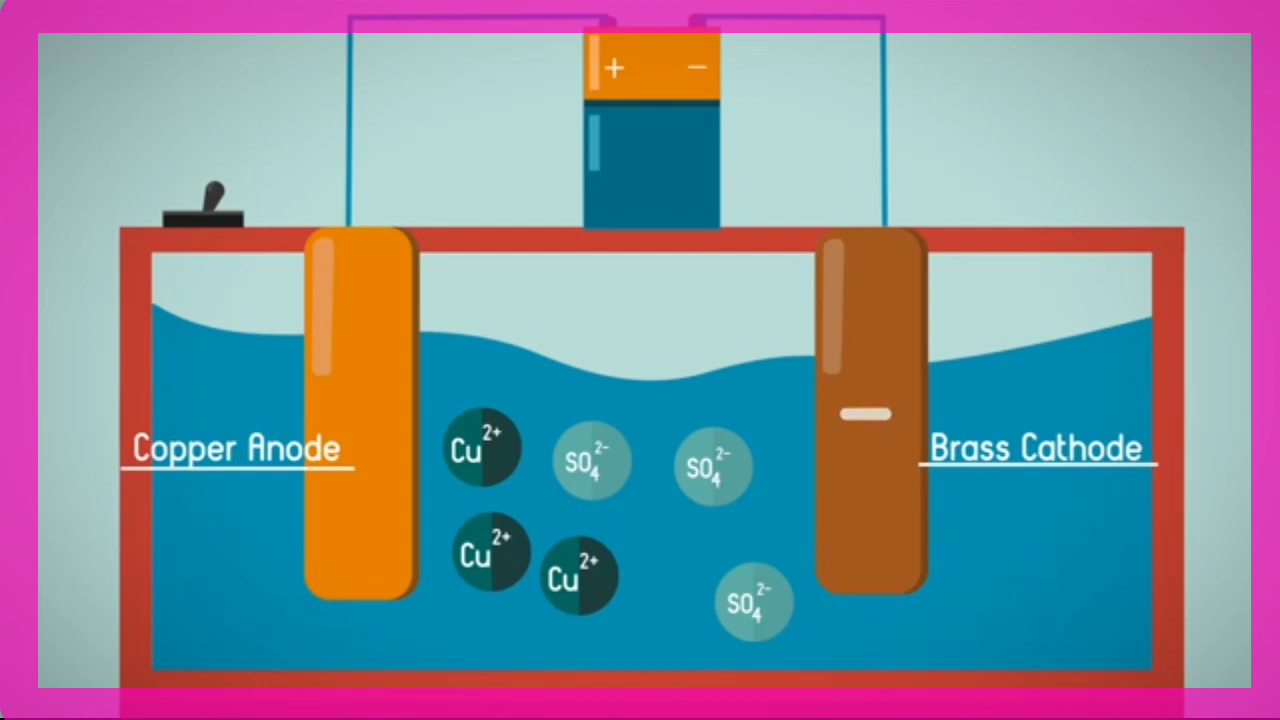 + −
Copper Anode
Brass Cathode
Cu²⁺
SO₄²⁻
SO₄²⁻
Cu²⁺
Cu²⁺
SO₄²⁻